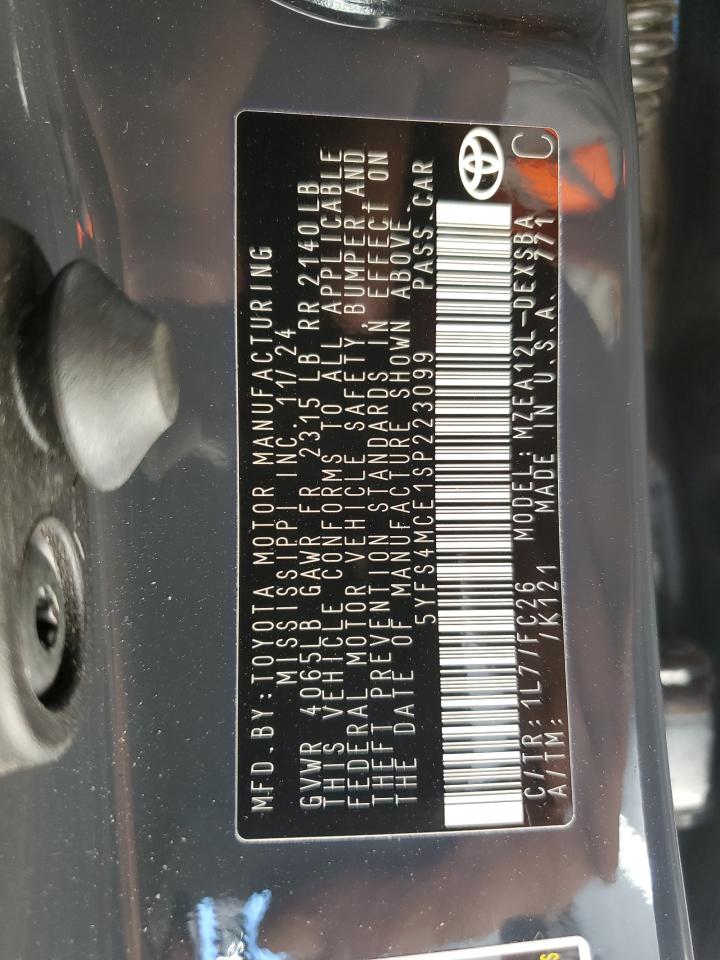 MFD.BY:TOYOTA MOTOR MANUFACTURING
MISSISSIPPI INC. 11/24
GVWR 4065LB GAWR FR 2315 LB RR 2140LB
THIS VEHICLE CONFORMS TO ALL APPLICABLE
FEDERAL MOTOR VEHICLE SAFETY, BUMPER AND
THEFT PREVENTION STANDARDS IN EFFECT ON
THE DATE OF MANUFACTURE SHOWN ABOVE.
5YFS4MCE1SP223099 PASS.CAR
C/TR:1L7/FC26 MODEL:MZEA12L-DEXSBA
A/TM: /K121 MADE IN U.S.A. 771 C